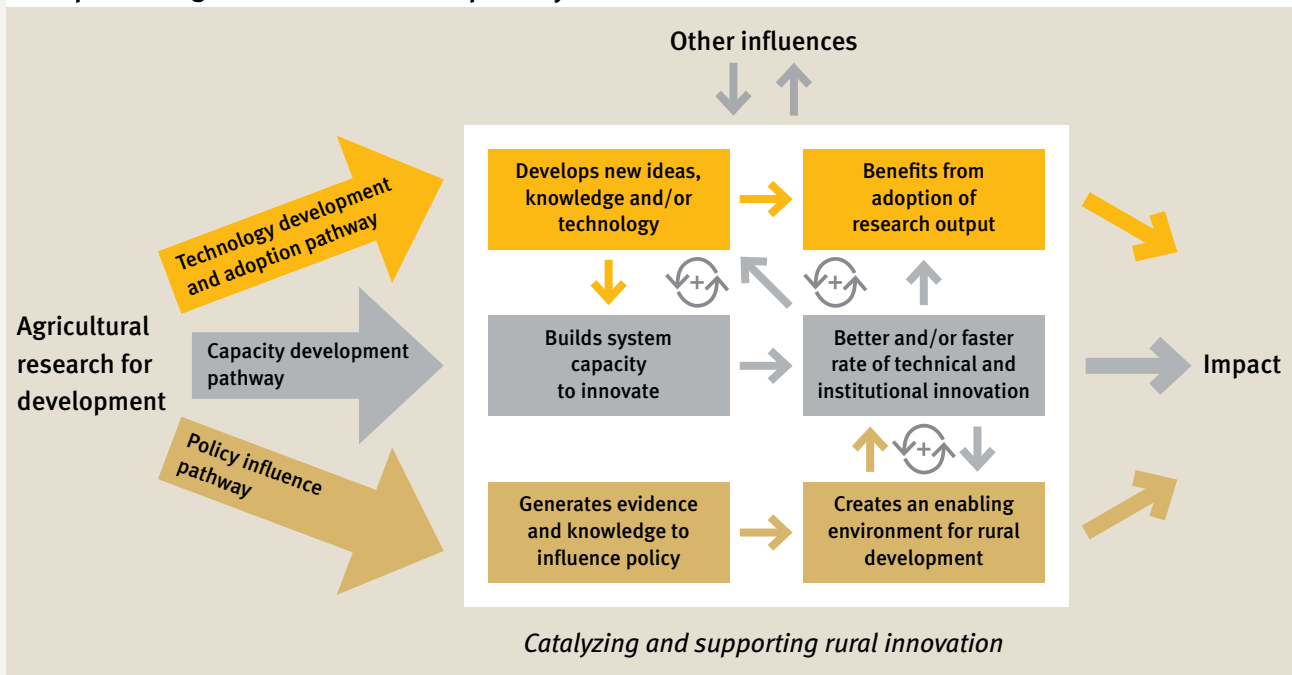 Other influences
Technology development
and adoption pathway
Develops new ideas,
knowledge and/or
technology
Benefits from
adoption of
research output
+
+
Agricultural
research for
development
Capacity development
pathway
Builds system
capacity
to innovate
Better and/or faster
rate of technical and
institutional innovation
Impact
+
Policy influence
pathway
Generates evidence
and knowledge to
influence policy
Creates an enabling
environment for rural
development
Catalyzing and supporting rural innovation